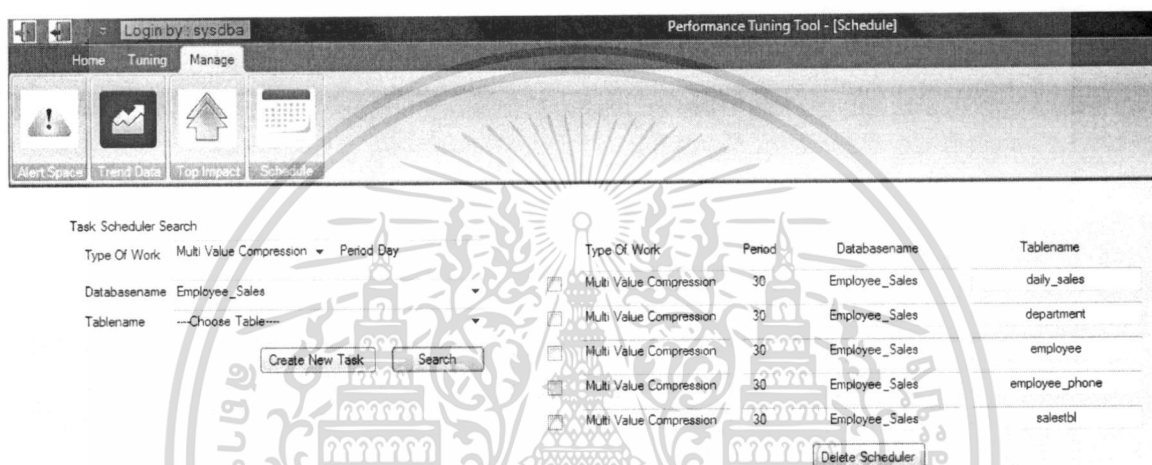 Login by : sysdba
Performance Tuning Tool - [Schedule]
Home Tuning Manage
Alert Space Trend Data Top Impact Schedule
Task Scheduler Search
Type Of Work Multi Value Compression Period Day
Databasename Employee_Sales
Tablename ----Choose Table----
Create New Task Search
Type Of Work Period Databasename Tablename
Multi Value Compression 30 Employee_Sales daily_sales
Multi Value Compression 30 Employee_Sales department
Multi Value Compression 30 Employee_Sales employee
Multi Value Compression 30 Employee_Sales employee_phone
Multi Value Compression 30 Employee_Sales salestbl
Delete Scheduler